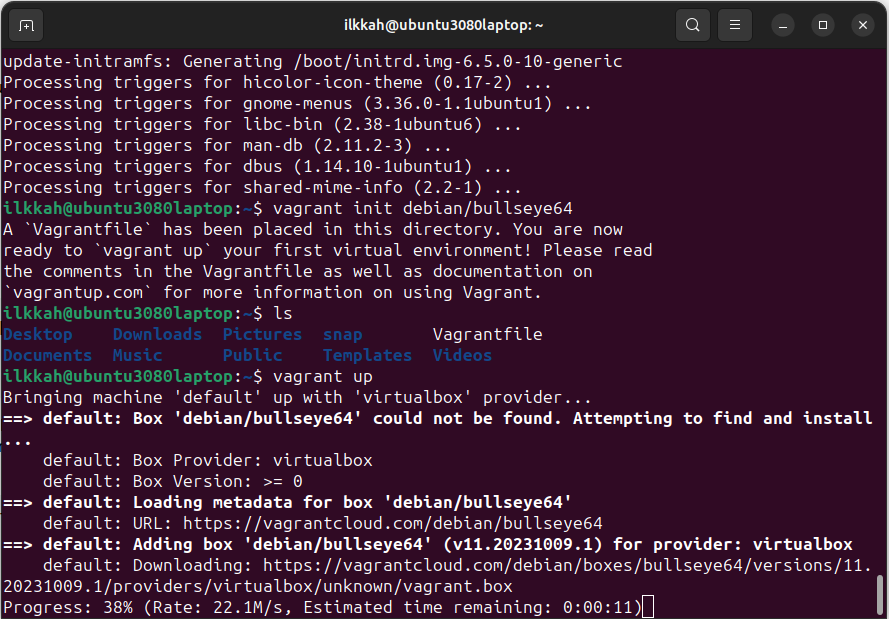 ilkkah@ubuntu3080laptop: ~
update-initramfs: Generating /boot/initrd.img-6.5.0-10-generic
Processing triggers for hicolor-icon-theme (0.17-2) ...
Processing triggers for gnome-menus (3.36.0-1.1ubuntu1) ...
Processing triggers for libc-bin (2.38-1ubuntu6) ...
Processing triggers for man-db (2.11.2-3) ...
Processing triggers for dbus (1.14.10-1ubuntu1) ...
Processing triggers for shared-mime-info (2.2-1) ...
ilkkah@ubuntu3080laptop:~$ vagrant init debian/bullseye64
A `Vagrantfile` has been placed in this directory. You are now
ready to `vagrant up` your first virtual environment! Please read
the comments in the Vagrantfile as well as documentation on
`vagrantup.com` for more information on using Vagrant.
ilkkah@ubuntu3080laptop:~$ ls
Desktop    Downloads  Pictures  snap       Vagrantfile
Documents  Music      Public    Templates  Videos
ilkkah@ubuntu3080laptop:~$ vagrant up
Bringing machine 'default' up with 'virtualbox' provider...
==> default: Box 'debian/bullseye64' could not be found. Attempting to find and install
...
    default: Box Provider: virtualbox
    default: Box Version: >= 0
==> default: Loading metadata for box 'debian/bullseye64'
    default: URL: https://vagrantcloud.com/debian/bullseye64
==> default: Adding box 'debian/bullseye64' (v11.20231009.1) for provider: virtualbox
    default: Downloading: https://vagrantcloud.com/debian/boxes/bullseye64/versions/11.
20231009.1/providers/virtualbox/unknown/vagrant.box
Progress: 38% (Rate: 22.1M/s, Estimated time remaining: 0:00:11)